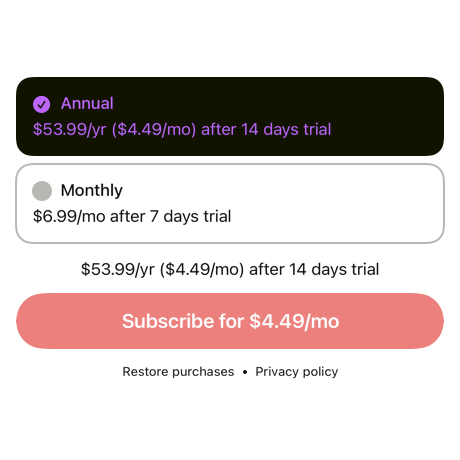 Annual
$53.99/yr ($4.49/mo) after 14 days trial
Monthly
$6.99/mo after 7 days trial
$53.99/yr ($4.49/mo) after 14 days trial
Subscribe for $4.49/mo
Restore purchases • Privacy policy